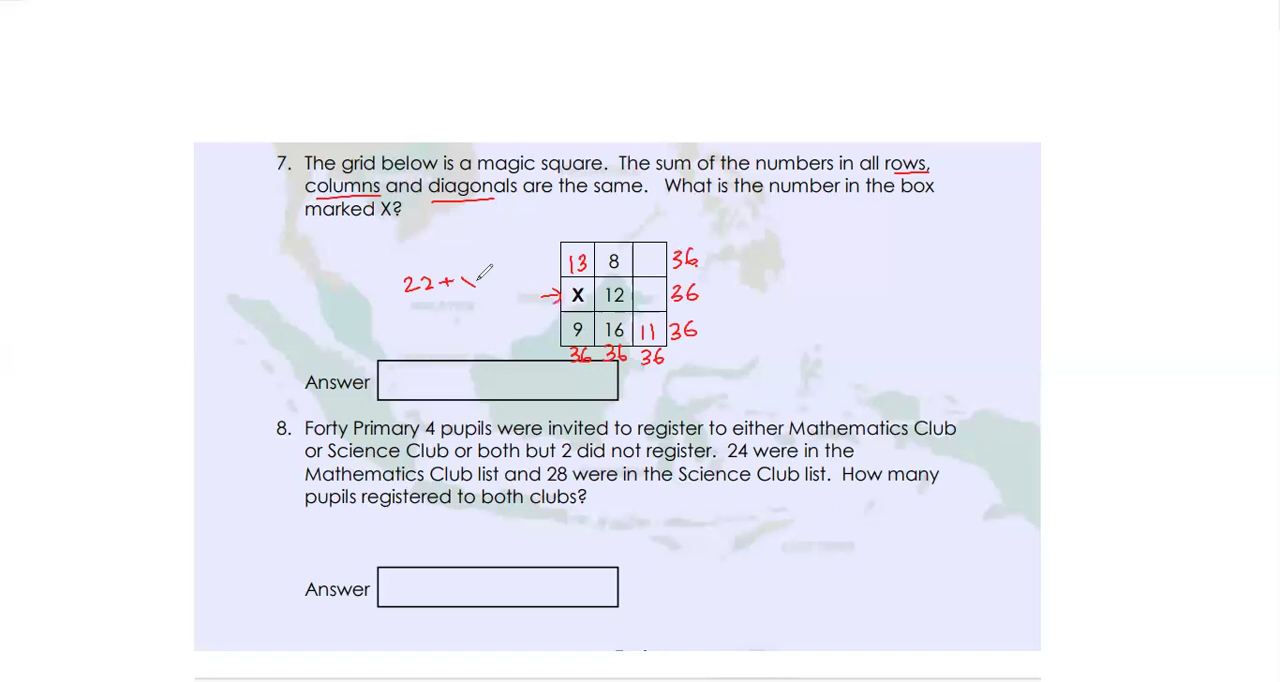 7. The grid below is a magic square. The sum of the numbers in all rows,
columns and diagonals are the same. What is the number in the box
marked X?
13 8 36
22+
X 12 36
9 16 11 36
36 36 36
Answer
8. Forty Primary 4 pupils were invited to register to either Mathematics Club
or Science Club or both but 2 did not register. 24 were in the
Mathematics Club list and 28 were in the Science Club list. How many
pupils registered to both clubs?
Answer